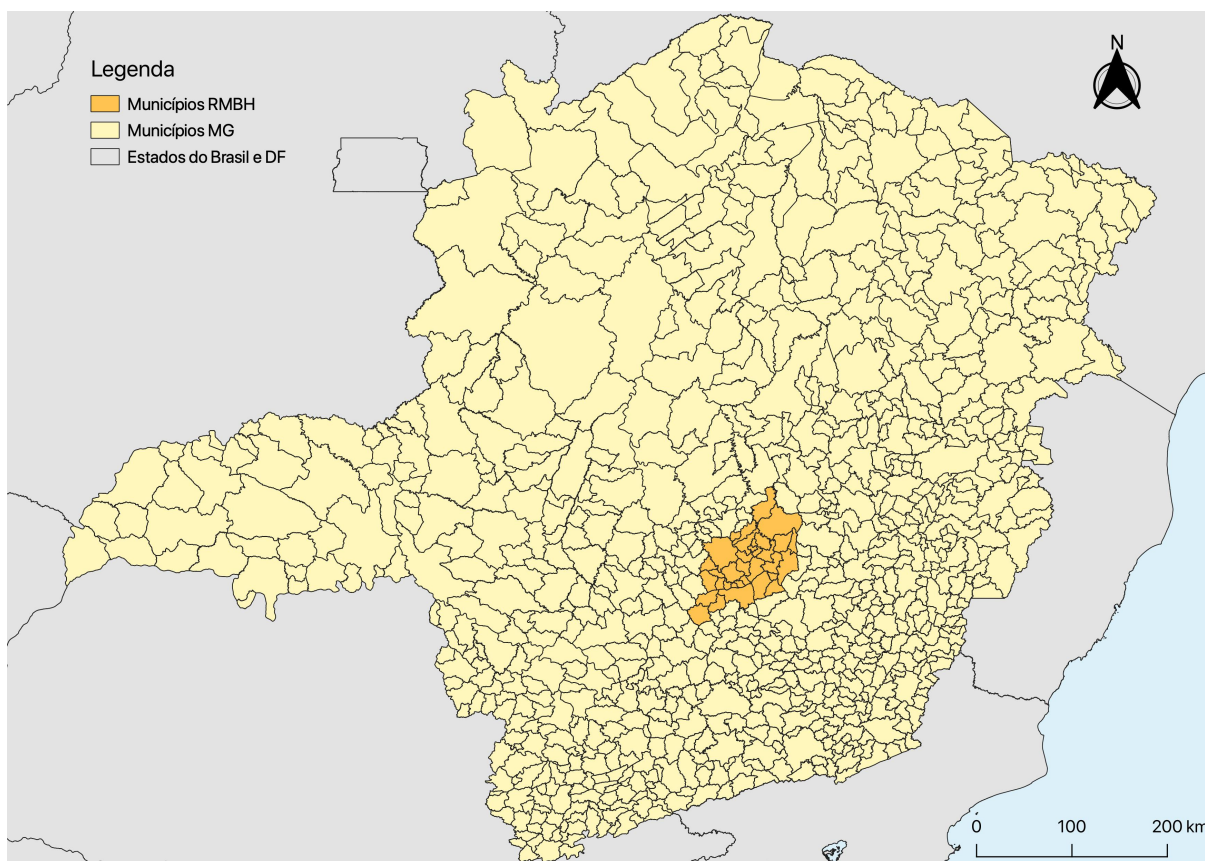 Legenda
Municípios RMBH
Municípios MG
Estados do Brasil e DF
N
0 100 200 km